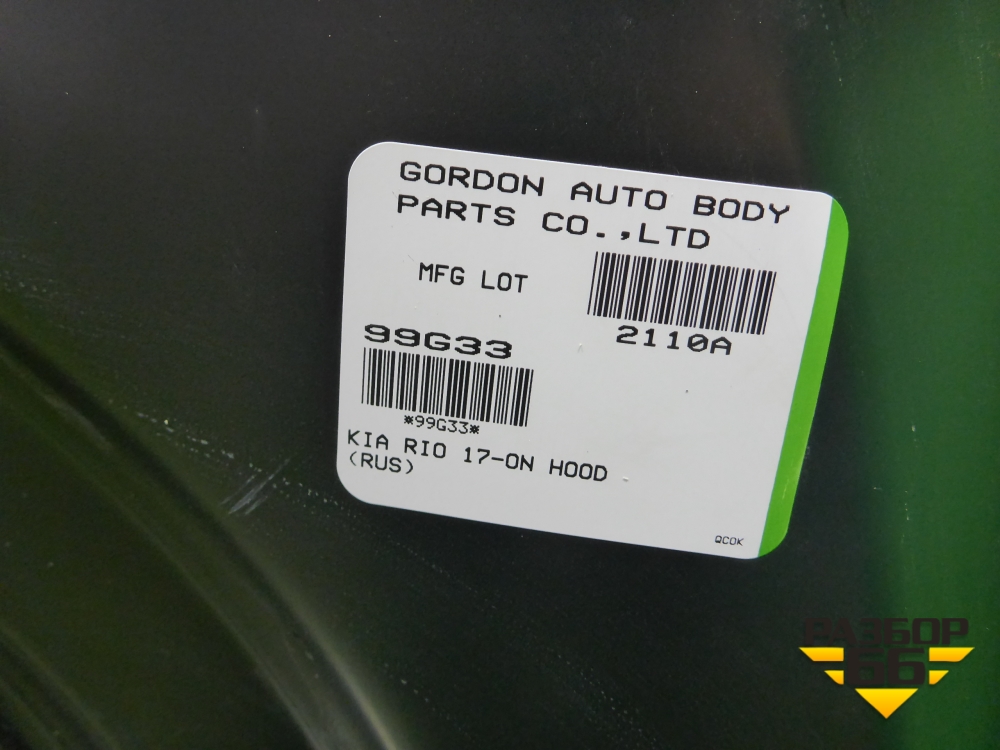 GORDON AUTO BODY
PARTS CO.,LTD
MFG LOT
2110A
99G33
*99G33*
KIA RIO 17-ON HOOD
(RUS)
QCOK
РАЗБОР
66